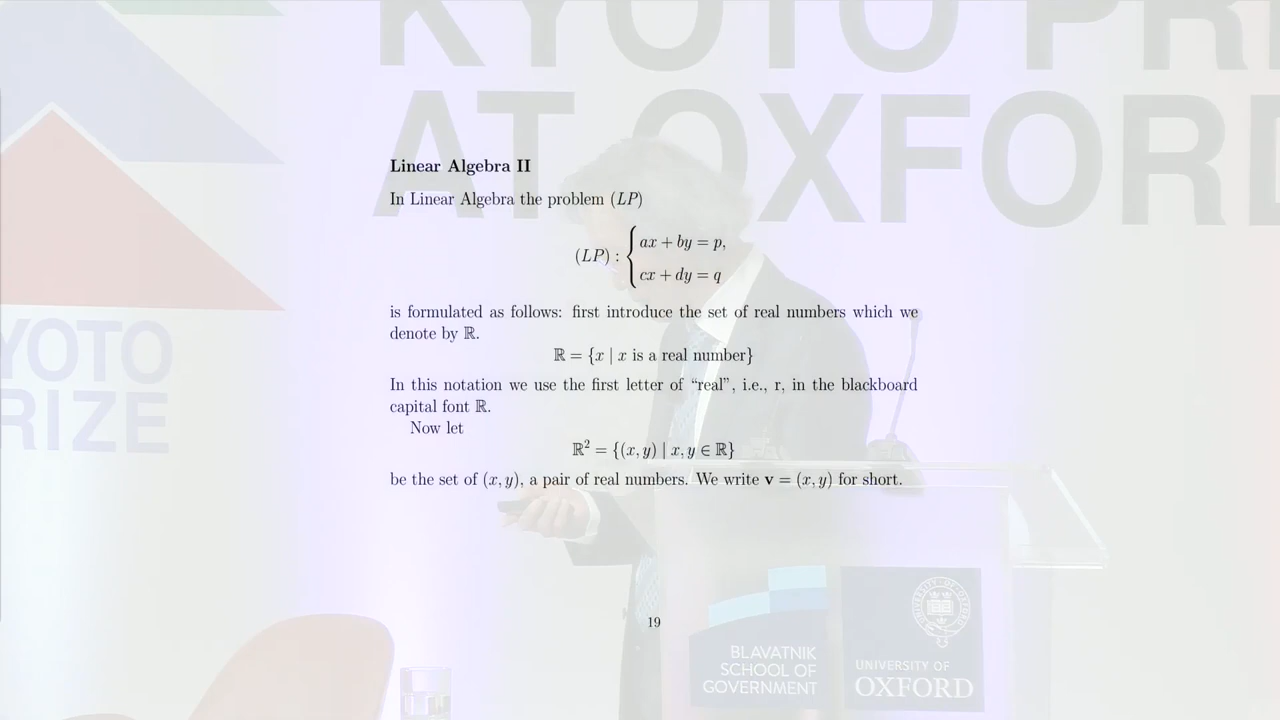 KYOTO PRI
AT OXFORD
Linear Algebra II
In Linear Algebra the problem (LP)
(LP) : { ax + by = p,
cx + dy = q
is formulated as follows: first introduce the set of real numbers which we
denote by ℝ.
ℝ = {x | x is a real number}
In this notation we use the first letter of “real”, i.e., r, in the blackboard
capital font ℝ.
Now let
ℝ² = {(x, y) | x, y ∈ ℝ}
be the set of (x, y), a pair of real numbers. We write v = (x, y) for short.
19
YOTO
RIZE
BLAVATNIK
SCHOOL OF
GOVERNMENT
UNIVERSITY OF
OXFORD